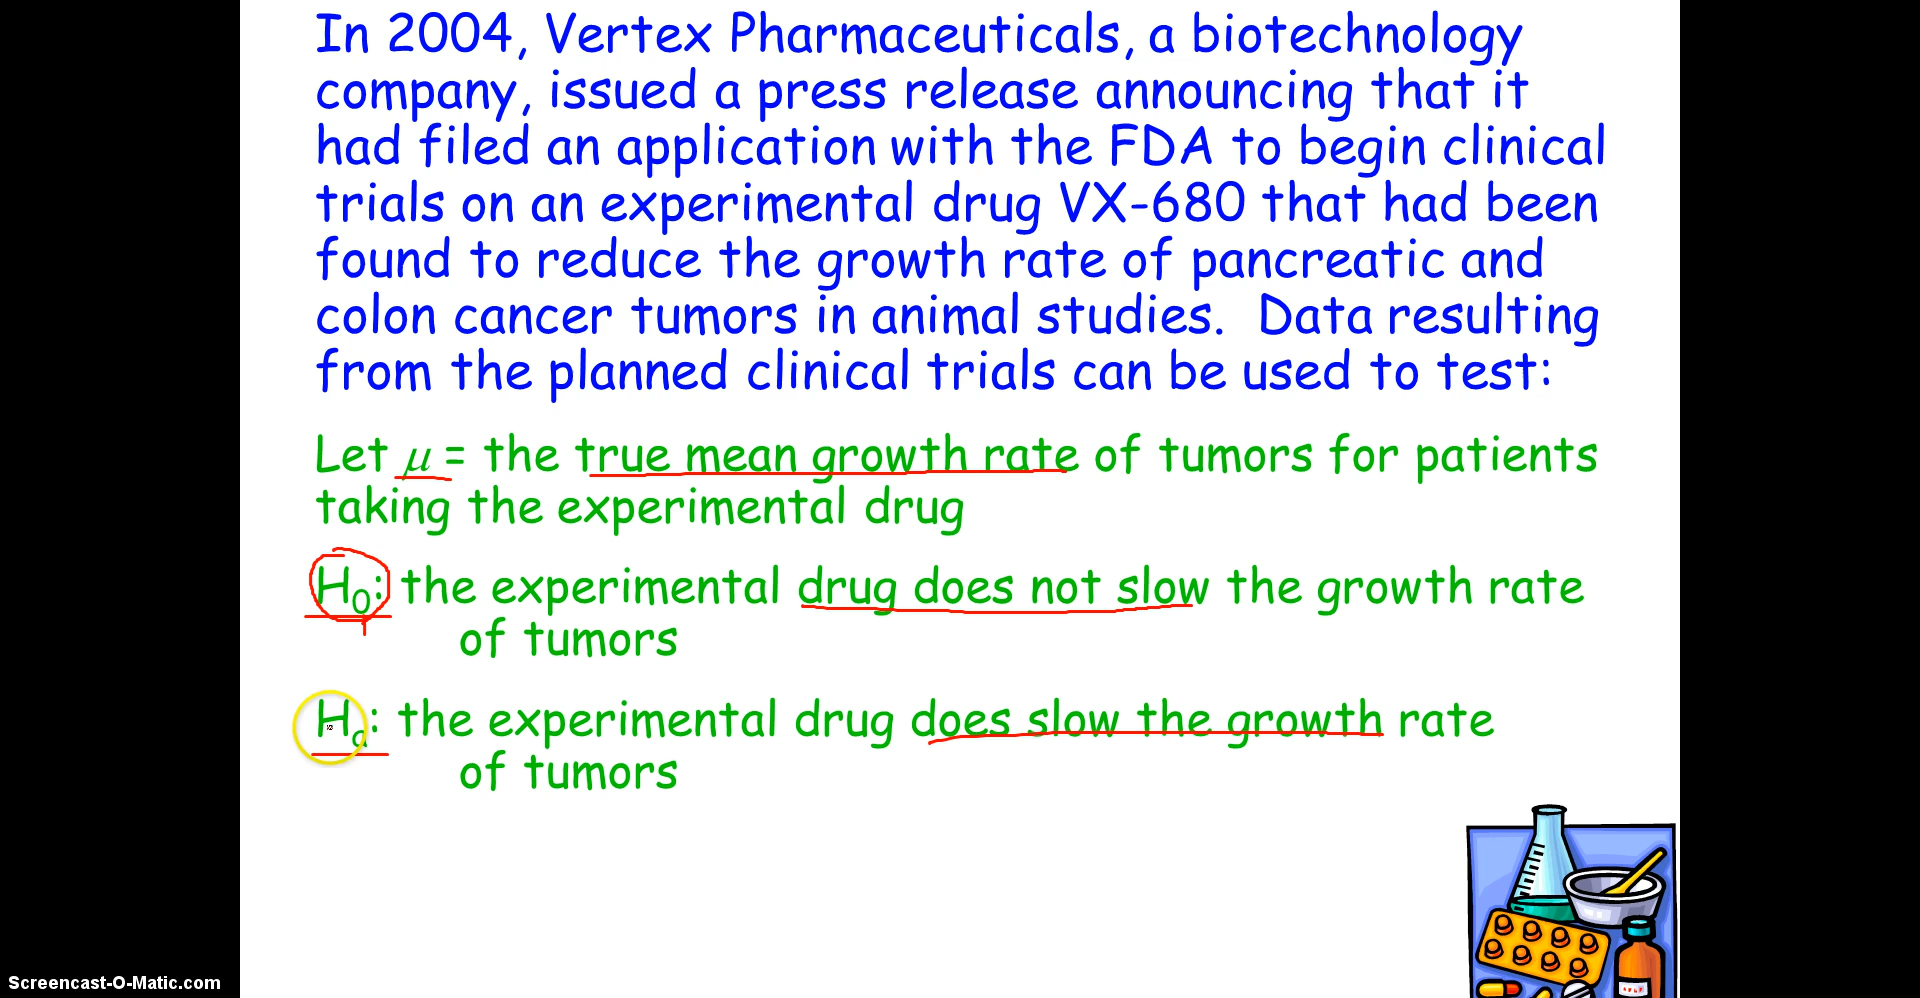 In 2004, Vertex Pharmaceuticals, a biotechnology
company, issued a press release announcing that it
had filed an application with the FDA to begin clinical
trials on an experimental drug VX-680 that had been
found to reduce the growth rate of pancreatic and
colon cancer tumors in animal studies.  Data resulting
from the planned clinical trials can be used to test:
Let μ = the true mean growth rate of tumors for patients
taking the experimental drug
H₀: the experimental drug does not slow the growth rate
of tumors
Hₐ: the experimental drug does slow the growth rate
of tumors
Screencast-O-Matic.com